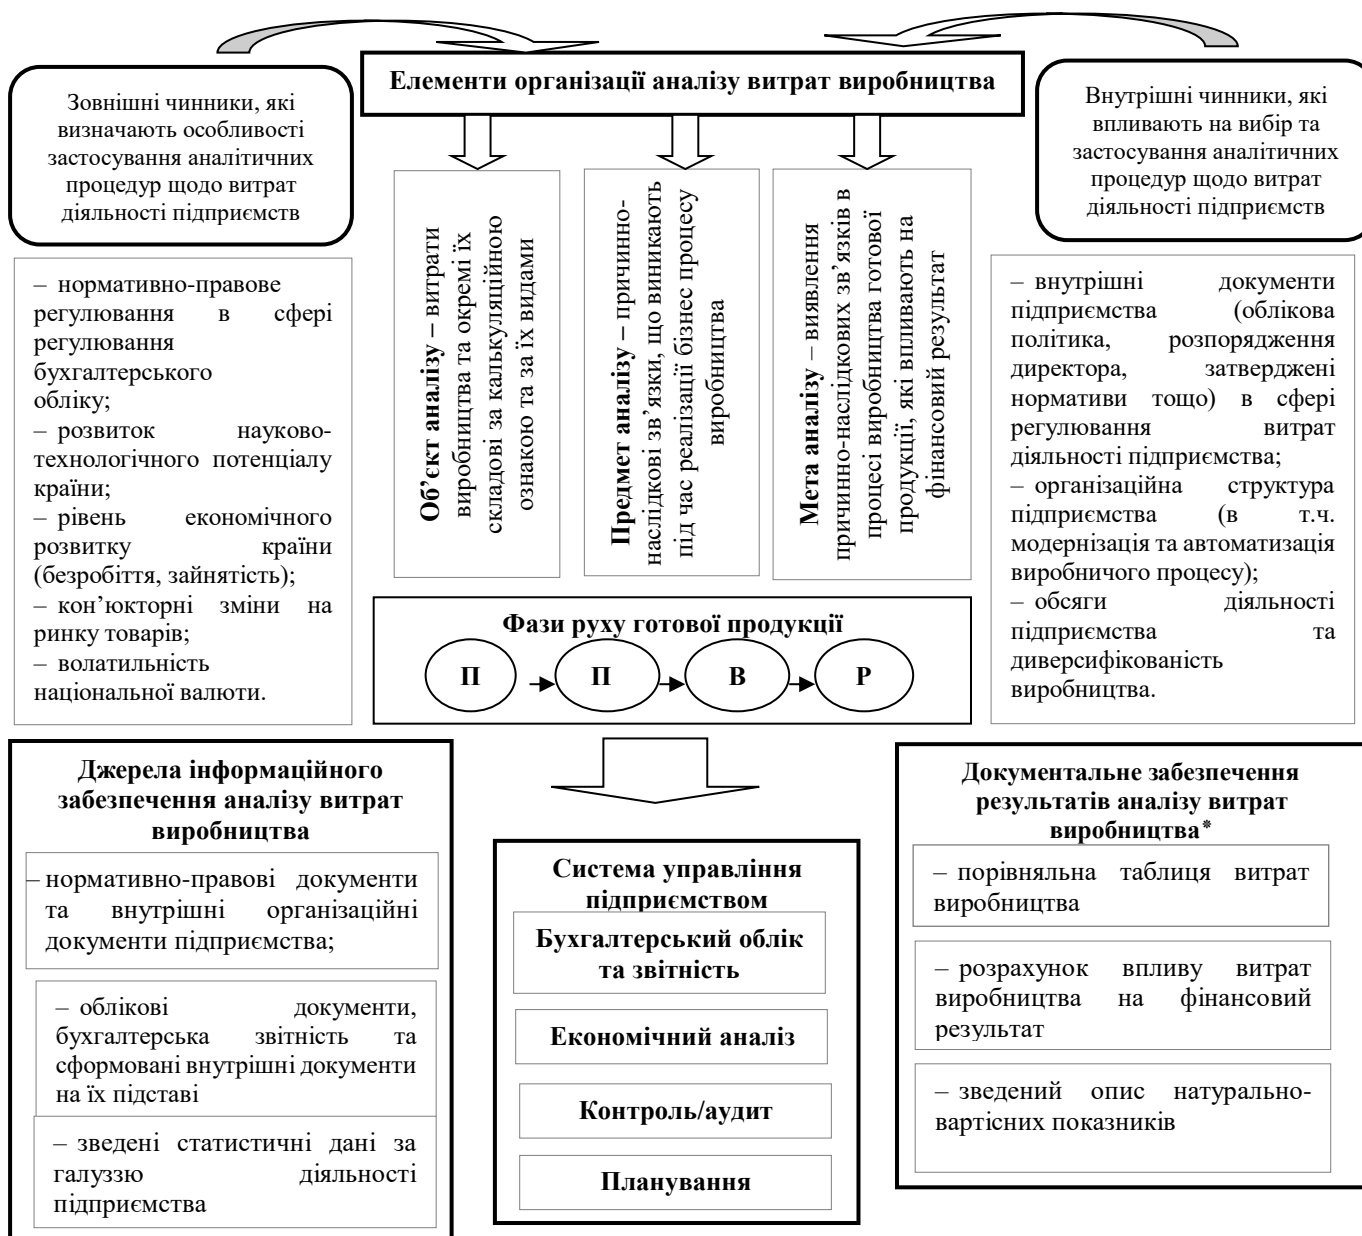 Елементи організації аналізу витрат виробництва
Зовнішні чинники, які
визначають особливості
застосування аналітичних
процедур щодо витрат
діяльності підприємств
Внутрішні чинники, які
впливають на вибір та
застосування аналітичних
процедур щодо витрат
діяльності підприємств
– нормативно-правове
регулювання в сфері
регулювання
бухгалтерського
обліку;
– розвиток науково-
технологічного потенціалу
країни;
– рівень економічного
розвитку країни
(безробіття, зайнятість);
– кон’юкторні зміни на
ринку товарів;
– волатильність
національної валюти.
Об’єкт аналізу – витрати
виробництва та окремі їх
складові за калькуляційною
ознакою та за їх видами
Предмет аналізу – причинно-
наслідкові зв’язки, що виникають
під час реалізації бізнес процесу
виробництва
Мета аналізу – виявлення
причинно-наслідкових зв’язків в
процесі виробництва готової
продукції, які впливають на
фінансовий результат
– внутрішні документи
підприємства (облікова
політика, розпорядження
директора, затверджені
нормативи тощо) в сфері
регулювання витрат
діяльності підприємства;
– організаційна структура
підприємства (в т.ч.
модернізація та автоматизація
виробничого процесу);
– обсяги діяльності
підприємства та
диверсифікованість
виробництва.
Фази руху готової продукції
П П В Р
Джерела інформаційного
забезпечення аналізу витрат
виробництва
– нормативно-правові документи
та внутрішні організаційні
документи підприємства;
– облікові документи,
бухгалтерська звітність та
сформовані внутрішні документи
на їх підставі
– зведені статистичні дані за
галуззю діяльності
підприємства
Система управління
підприємством
Бухгалтерський облік
та звітність
Економічний аналіз
Контроль/аудит
Планування
Документальне забезпечення
результатів аналізу витрат
виробництва*
– порівняльна таблиця витрат
виробництва
– розрахунок впливу витрат
виробництва на фінансовий
результат
– зведений опис натурально-
вартісних показників